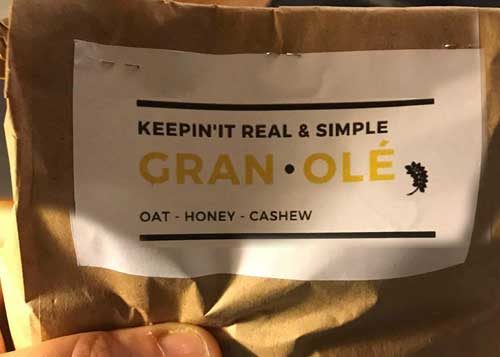 KEEPIN'IT REAL & SIMPLE
GRAN•OLÉ
OAT - HONEY - CASHEW